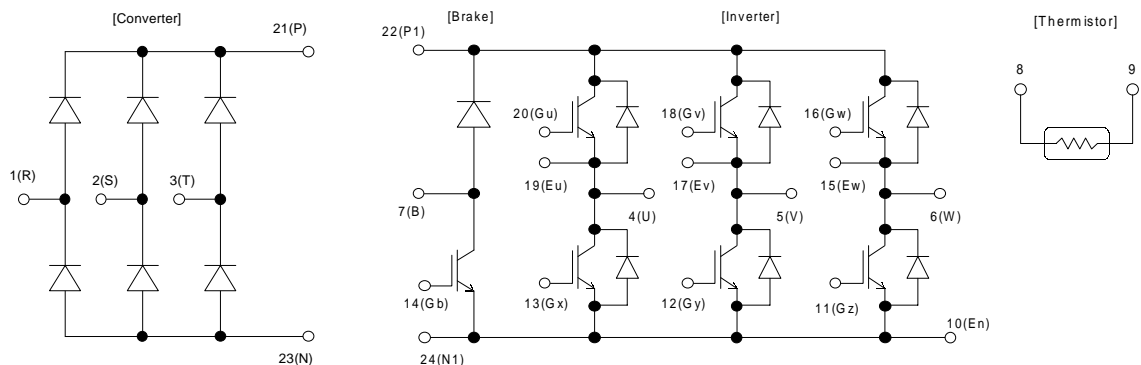 [Converter]
[Brake]
[Inverter]
[Thermistor]
21(P)
22(P1)
8
9
20(Gu)
18(Gv)
16(Gw)
1(R)
2(S)
3(T)
19(Eu)
17(Ev)
15(Ew)
7(B)
4(U)
5(V)
6(W)
14(Gb)
13(Gx)
12(Gy)
11(Gz)
10(En)
23(N)
24(N1)